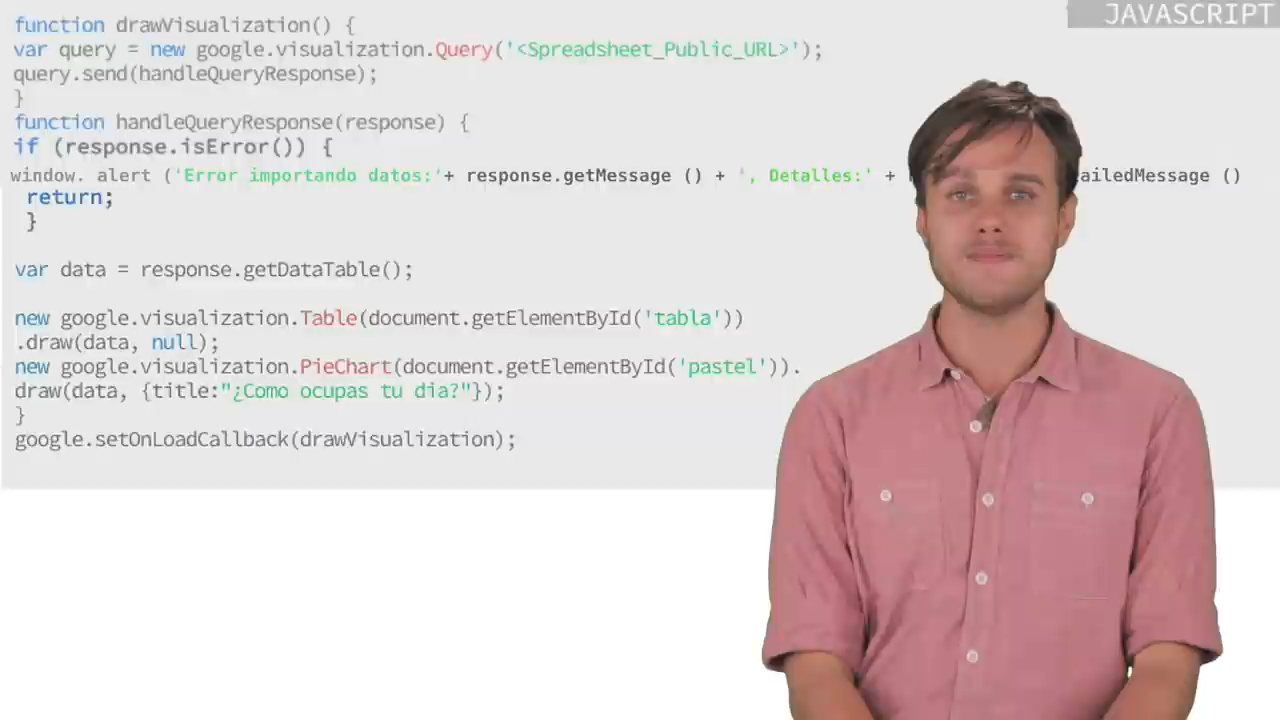 JAVASCRIPT
function drawVisualization() {
var query = new google.visualization.Query('<Spreadsheet_Public_URL>');
query.send(handleQueryResponse);
}
function handleQueryResponse(response) {
if (response.isError()) {
window. alert ('Error importando datos:'+ response.getMessage () + ', Detalles:' + ailedMessage ()
return;
}
var data = response.getDataTable();
new google.visualization.Table(document.getElementById('tabla'))
.draw(data, null);
new google.visualization.PieChart(document.getElementById('pastel')).
draw(data, {title:"¿Como ocupas tu dia?"});
}
google.setOnLoadCallback(drawVisualization);